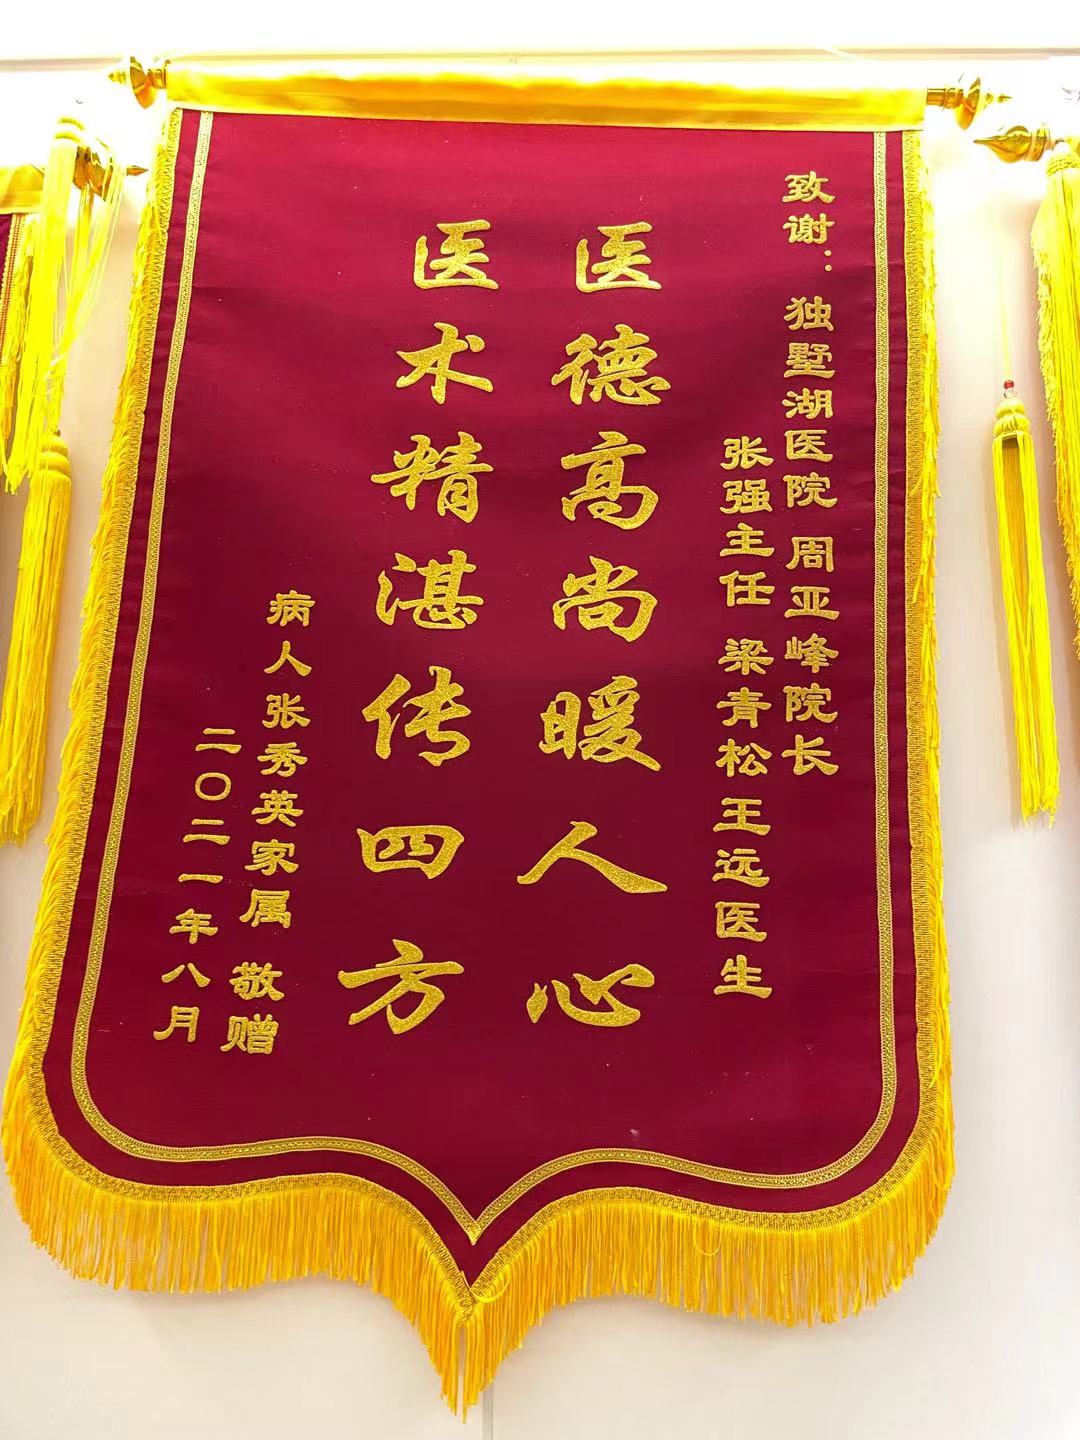 致谢：独墅湖医院 周亚峰院长
张强主任 梁青松 王远医生
医德高尚暖人心
医术精湛传四方
病人张秀英家属 敬赠
二〇二一年八月